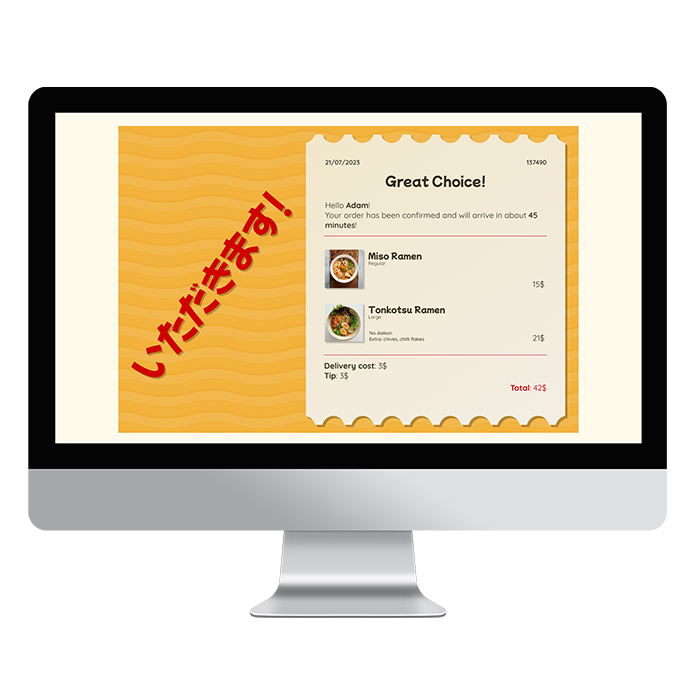 いただきます!
21/07/2023 137490
Great Choice!
Hello Adam!
Your order has been confirmed and will arrive in about 45
minutes!
Miso Ramen
Regular
15$
Tonkotsu Ramen
Large
No daikon
Extra: chives, chilli flakes
21$
Delivery cost: 3$
Tip: 3$
Total: 42$